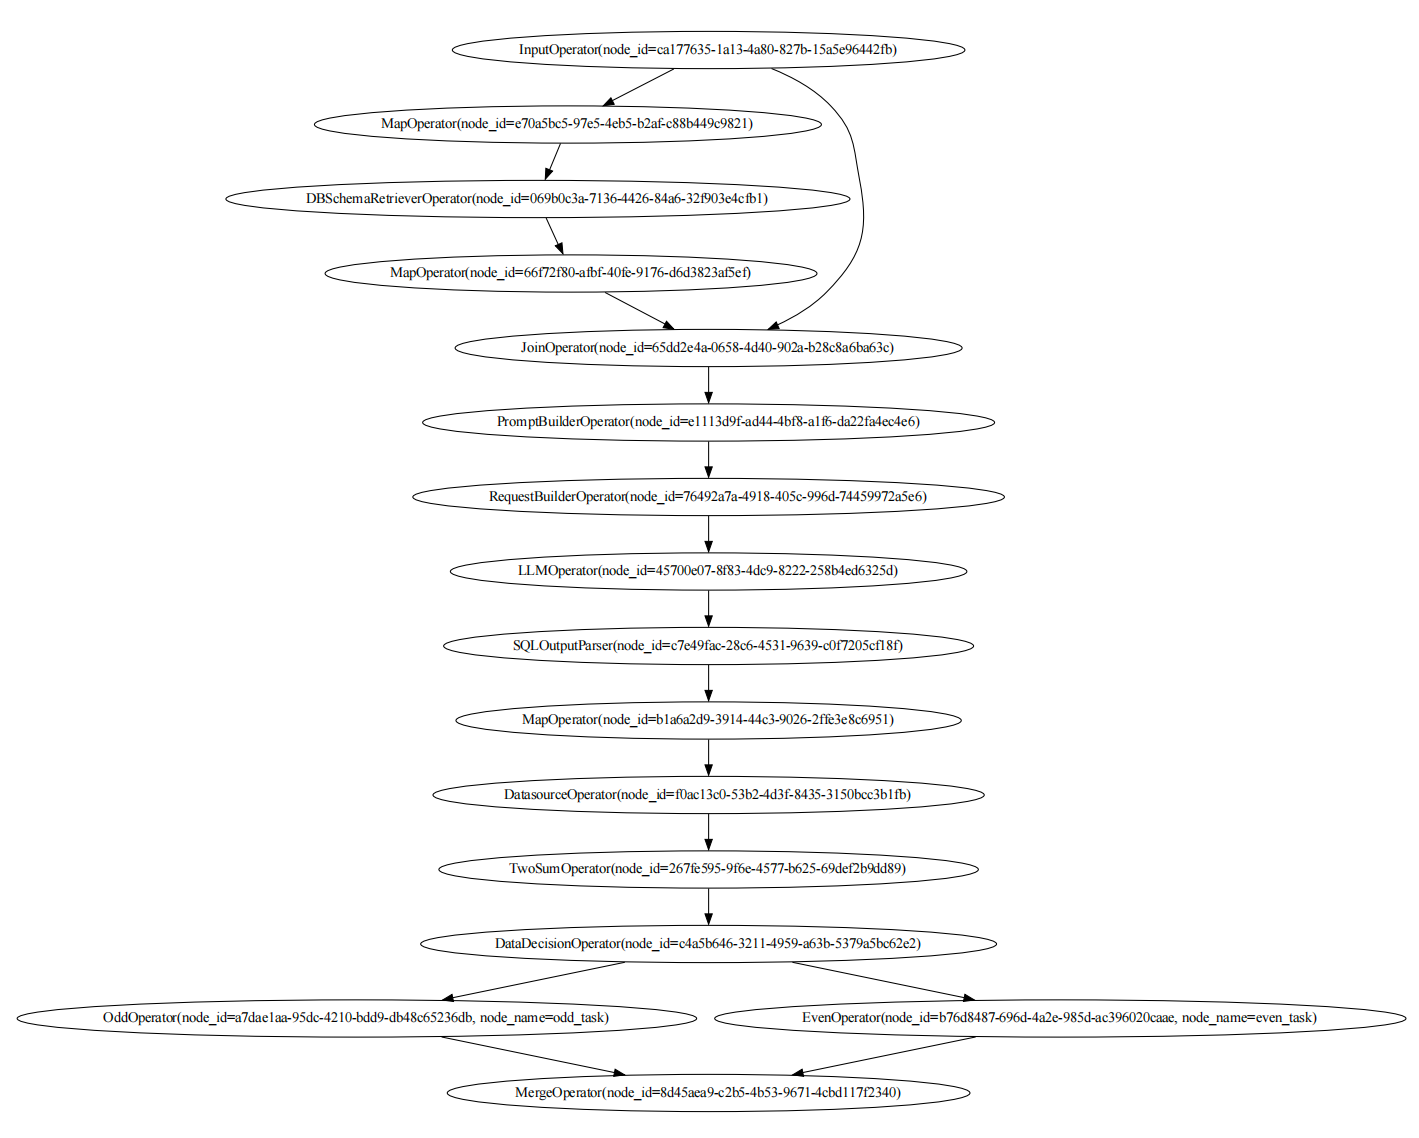 InputOperator(node_id=ca177635-1a13-4a80-827b-15a5e96442fb)
MapOperator(node_id=e70a5bc5-97e5-4eb5-b2af-c88b449c9821)
DBSchemaRetrieverOperator(node_id=069b0c3a-7136-4426-84a6-32f903e4cfb1)
MapOperator(node_id=66f72f80-afbf-40fe-9176-d6d3823af5ef)
JoinOperator(node_id=65dd2e4a-0658-4d40-902a-b28c8a6ba63c)
PromptBuilderOperator(node_id=e1113d9f-ad44-4bf8-a1f6-da22fa4ec4e6)
RequestBuilderOperator(node_id=76492a7a-4918-405c-996d-74459972a5e6)
LLMOperator(node_id=45700e07-8f83-4dc9-8222-258b4ed6325d)
SQLOutputParser(node_id=c7e49fac-28c6-4531-9639-c0f7205cf18f)
MapOperator(node_id=b1a6a2d9-3914-44c3-9026-2ffe3e8c6951)
DatasourceOperator(node_id=f0ac13c0-53b2-4d3f-8435-3150bcc3b1fb)
TwoSumOperator(node_id=267fe595-9f6e-4577-b625-69def2b9dd89)
DataDecisionOperator(node_id=c4a5b646-3211-4959-a63b-5379a5bc62e2)
OddOperator(node_id=a7dae1aa-95dc-4210-bdd9-db48c65236db, node_name=odd_task)
EvenOperator(node_id=b76d8487-696d-4a2e-985d-ac396020caae, node_name=even_task)
MergeOperator(node_id=8d45aea9-c2b5-4b53-9671-4cbd117f2340)